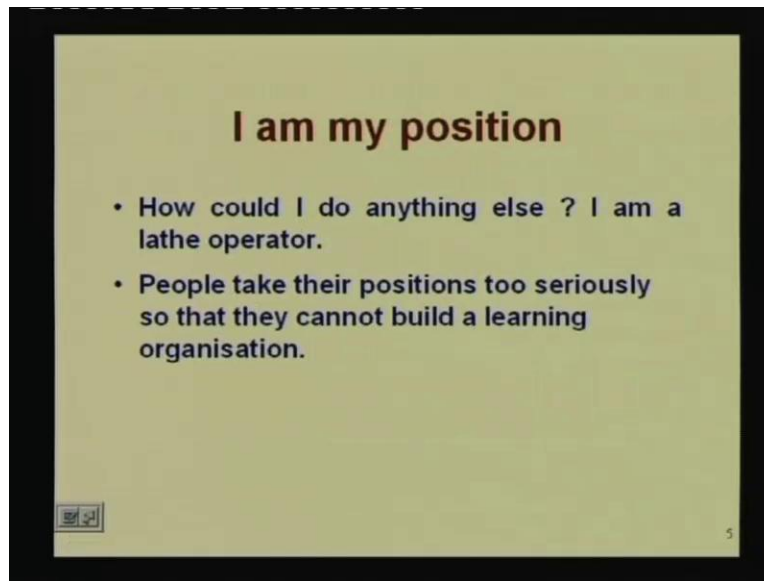 I am my position
• How could I do anything else ? I am a
lathe operator.
• People take their positions too seriously
so that they cannot build a learning
organisation.
5